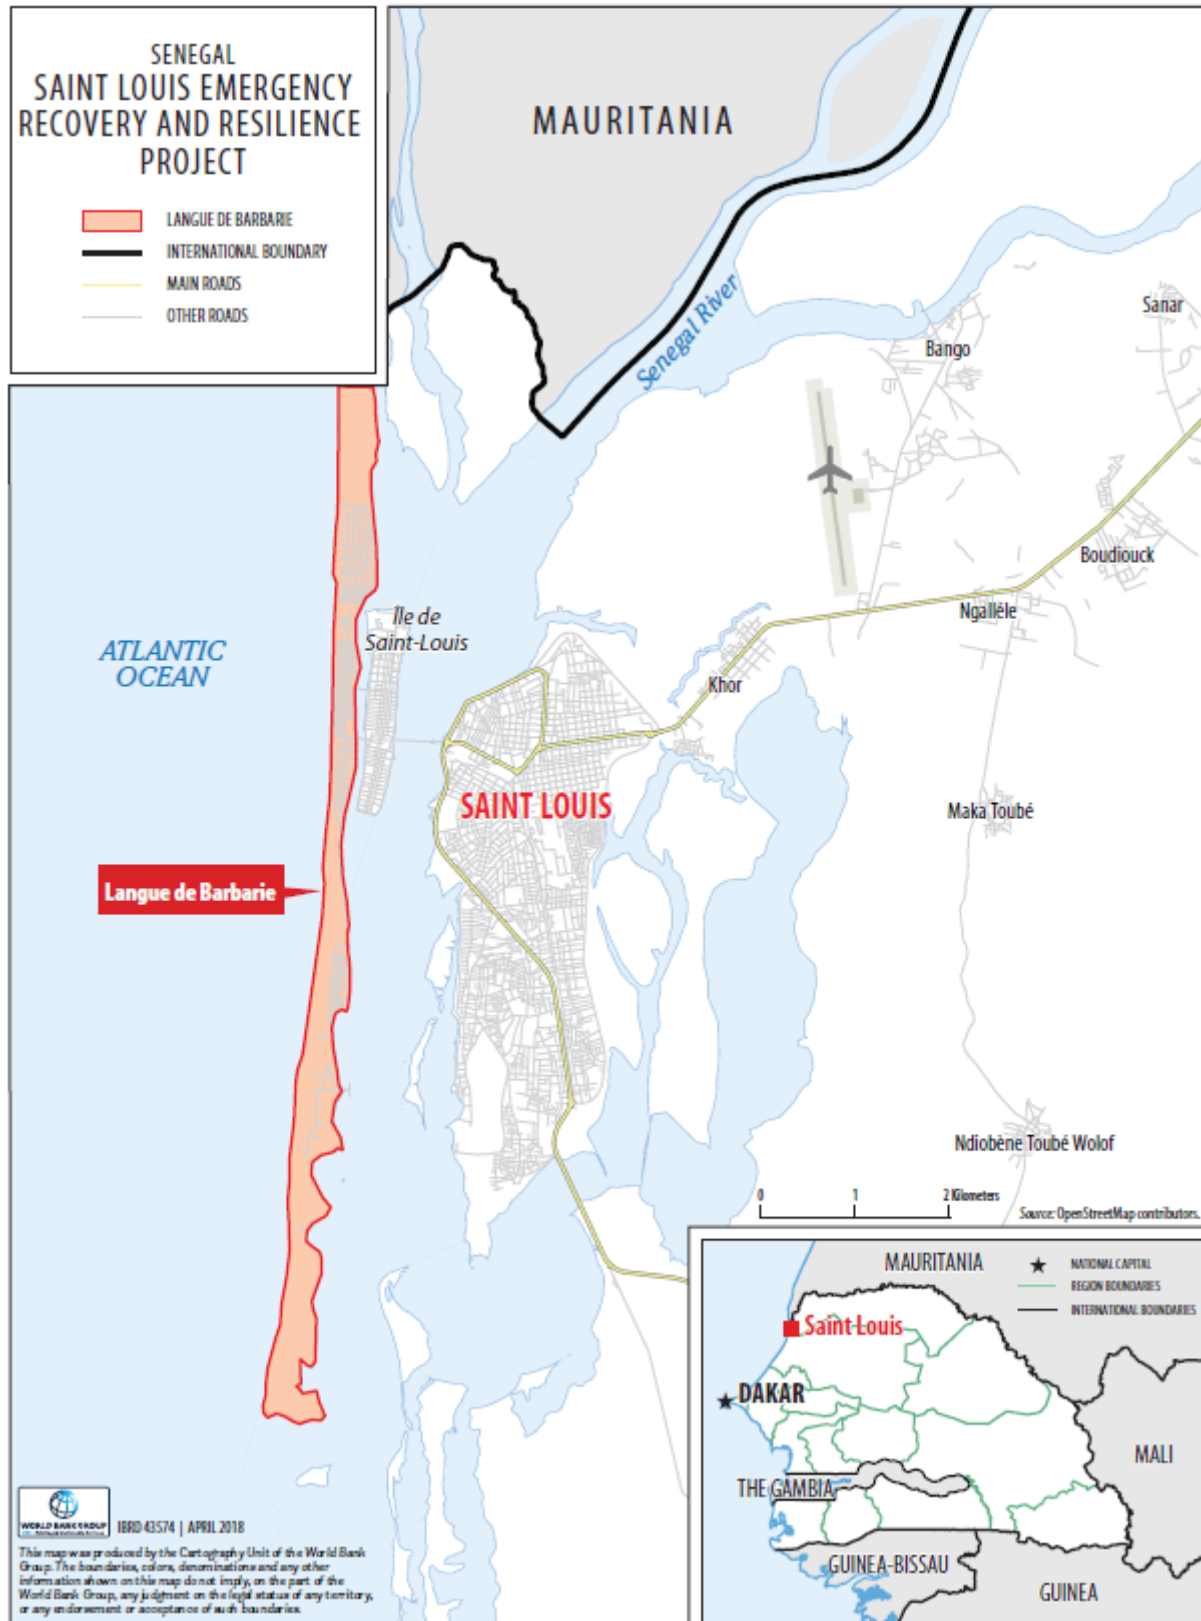 SENEGAL
SAINT LOUIS EMERGENCY
RECOVERY AND RESILIENCE
PROJECT
LANGUE DE BARBARIE
INTERNATIONAL BOUNDARY
MAIN ROADS
OTHER ROADS
MAURITANIA
Senegal River
Sanar
Bango
Boudiouck
Ngallèle
Île de
Saint-Louis
ATLANTIC
OCEAN
Khor
SAINT LOUIS
Maka Toubé
Langue de Barbarie
Ndiobène Toubé Wolof
0 1 2 Kilometers
Source: OpenStreetMap contributors.
MAURITANIA
NATIONAL CAPITAL
REGION BOUNDARIES
INTERNATIONAL BOUNDARIES
Saint Louis
DAKAR
MALI
THE GAMBIA
GUINEA-BISSAU
GUINEA
WORLD BANK GROUP
IBRD 43574 | APRIL 2018
This map was produced by the Cartography Unit of the World Bank
Group. The boundaries, colors, denominations and any other
information shown on this map do not imply, on the part of the
World Bank Group, any judgment on the legal status of any territory,
or any endorsement or acceptance of such boundaries.